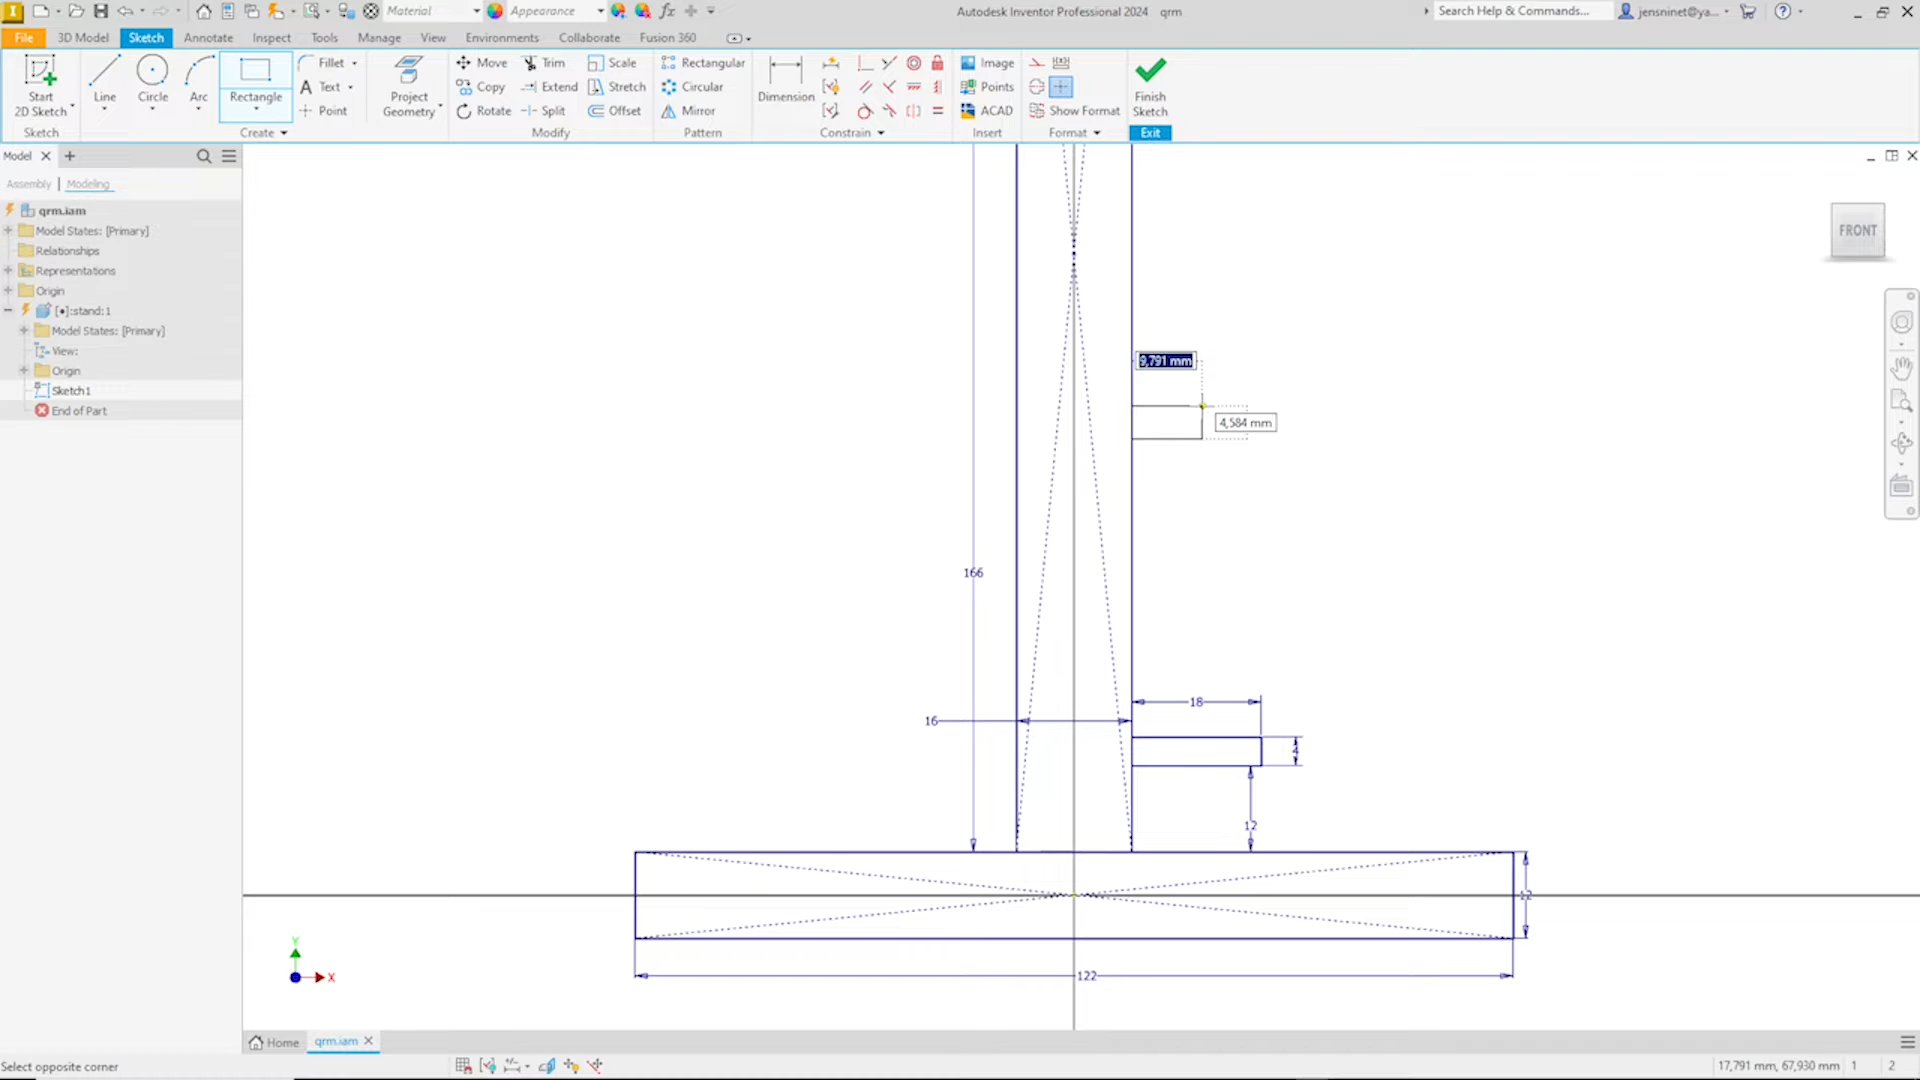 Material
Appearance
fx
Autodesk Inventor Professional 2024 qrm
Search Help & Commands...
jensninet@ya...
File
3D Model
Sketch
Annotate
Inspect
Tools
Manage
View
Environments
Collaborate
Fusion 360
Start
2D Sketch
Line
Circle
Arc
Rectangle
Fillet
Text
Point
Project
Geometry
Move
Copy
Rotate
Trim
Extend
Split
Scale
Stretch
Offset
Rectangular
Circular
Mirror
Dimension
Image
Points
ACAD
Show Format
Finish
Sketch
Sketch
Create
Modify
Pattern
Constrain
Insert
Format
Exit
Model
Assembly | Modeling
qrm.iam
Model States: [Primary]
Relationships
Representations
Origin
[•]:stand:1
Model States: [Primary]
View:
Origin
Sketch1
End of Part
FRONT
9,791 mm
4,584 mm
166
18
16
4
12
12
122
Y
X
Home
qrm.iam
Select opposite corner
17,791 mm, 67,930 mm 1 2